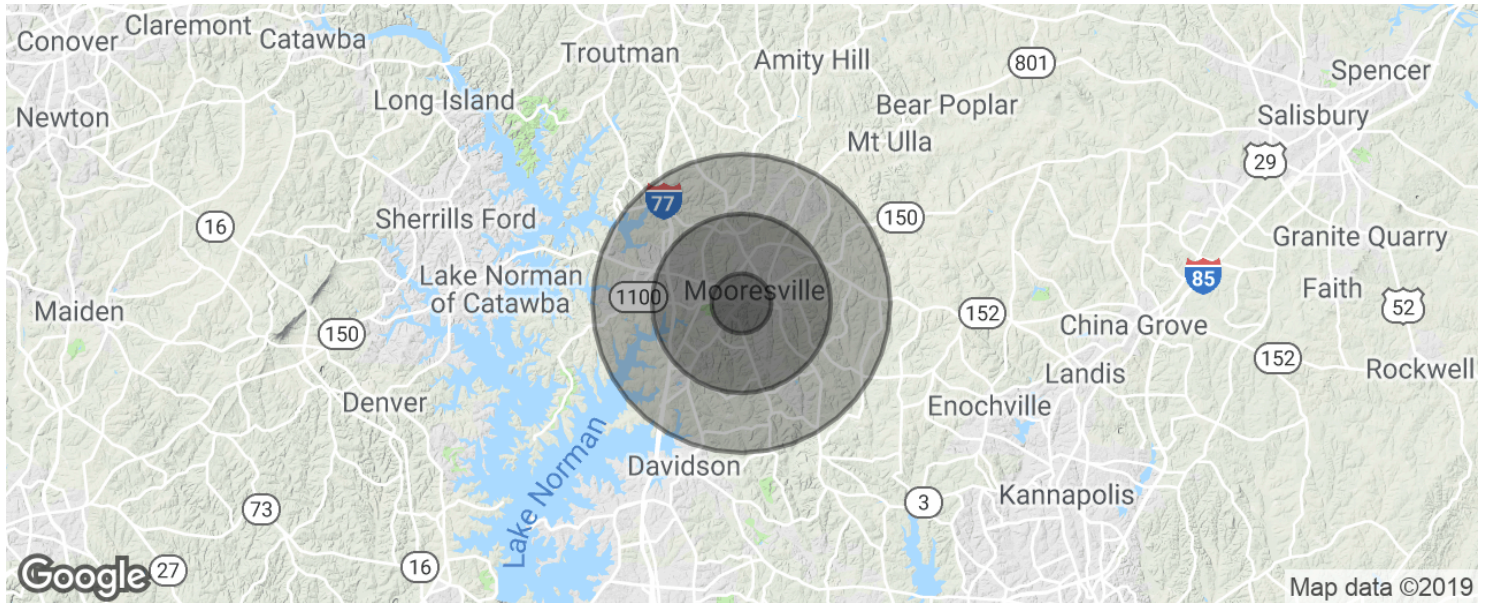 Claremont
Conover
Catawba
Troutman
Amity Hill
801
Spencer
Long Island
Bear Poplar
Newton
Salisbury
Mt Ulla
29
77
150
Sherrills Ford
16
Granite Quarry
Lake Norman
of Catawba
85
Mooresville
1100
Faith
Maiden
52
152
150
China Grove
152
Landis
Rockwell
Denver
Enochville
Lake Norman
Davidson
Kannapolis
3
73
16
27
Google
Map data ©2019